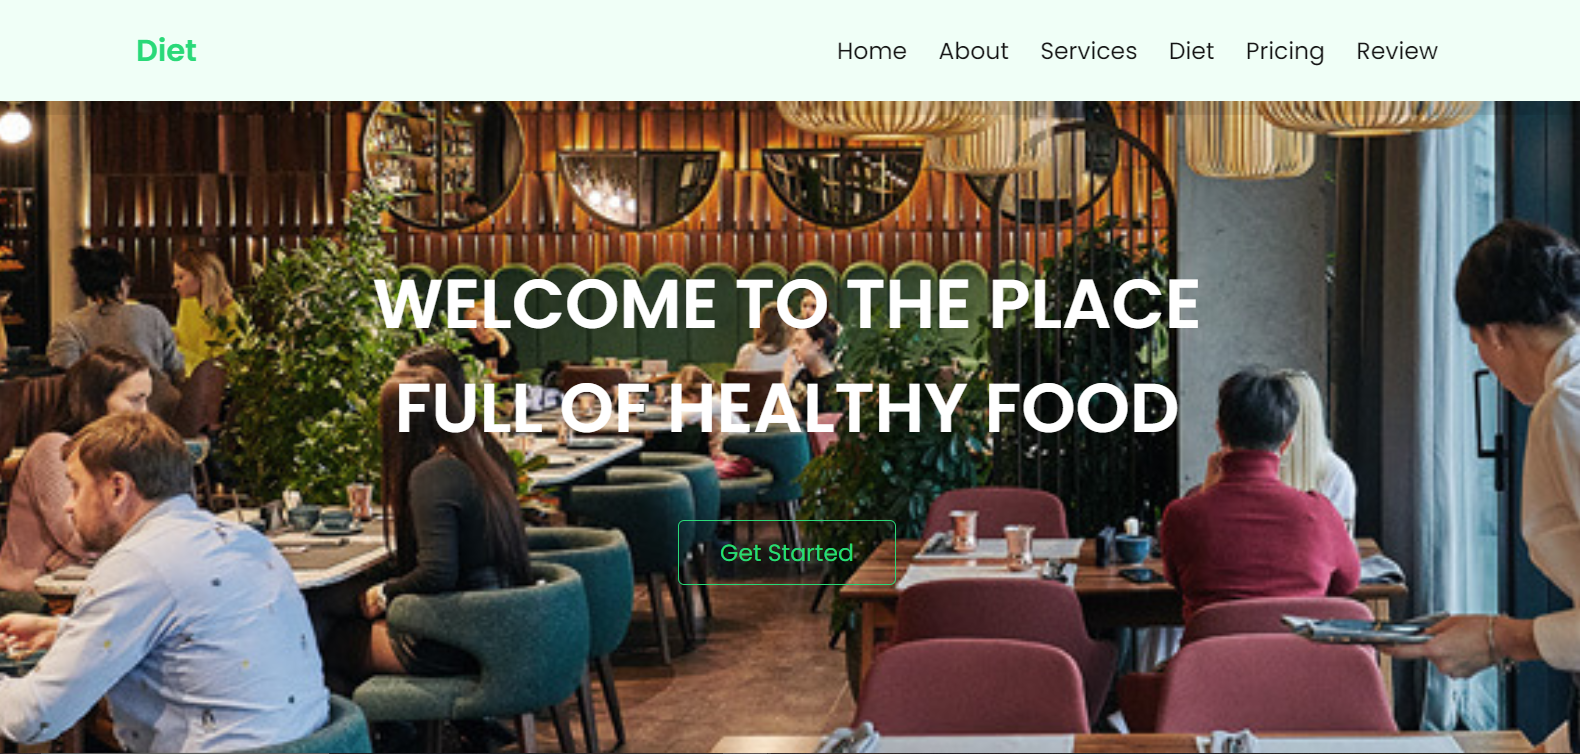 Diet
Home About Services Diet Pricing Review
WELCOME TO THE PLACE
FULL OF HEALTHY FOOD
Get Started